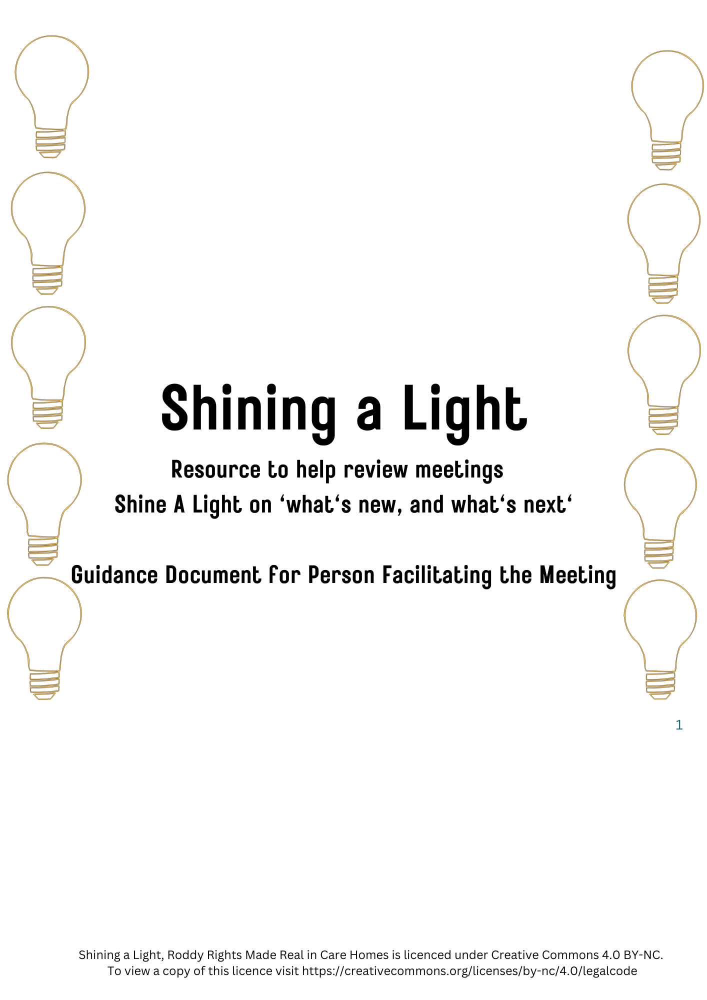 Shining a Light
Resource to help review meetings
Shine A Light on ‘what‘s new, and what‘s next‘
Guidance Document for Person Facilitating the Meeting
1
Shining a Light, Roddy Rights Made Real in Care Homes is licenced under Creative Commons 4.0 BY-NC.
To view a copy of this licence visit https://creativecommons.org/licenses/by-nc/4.0/legalcode